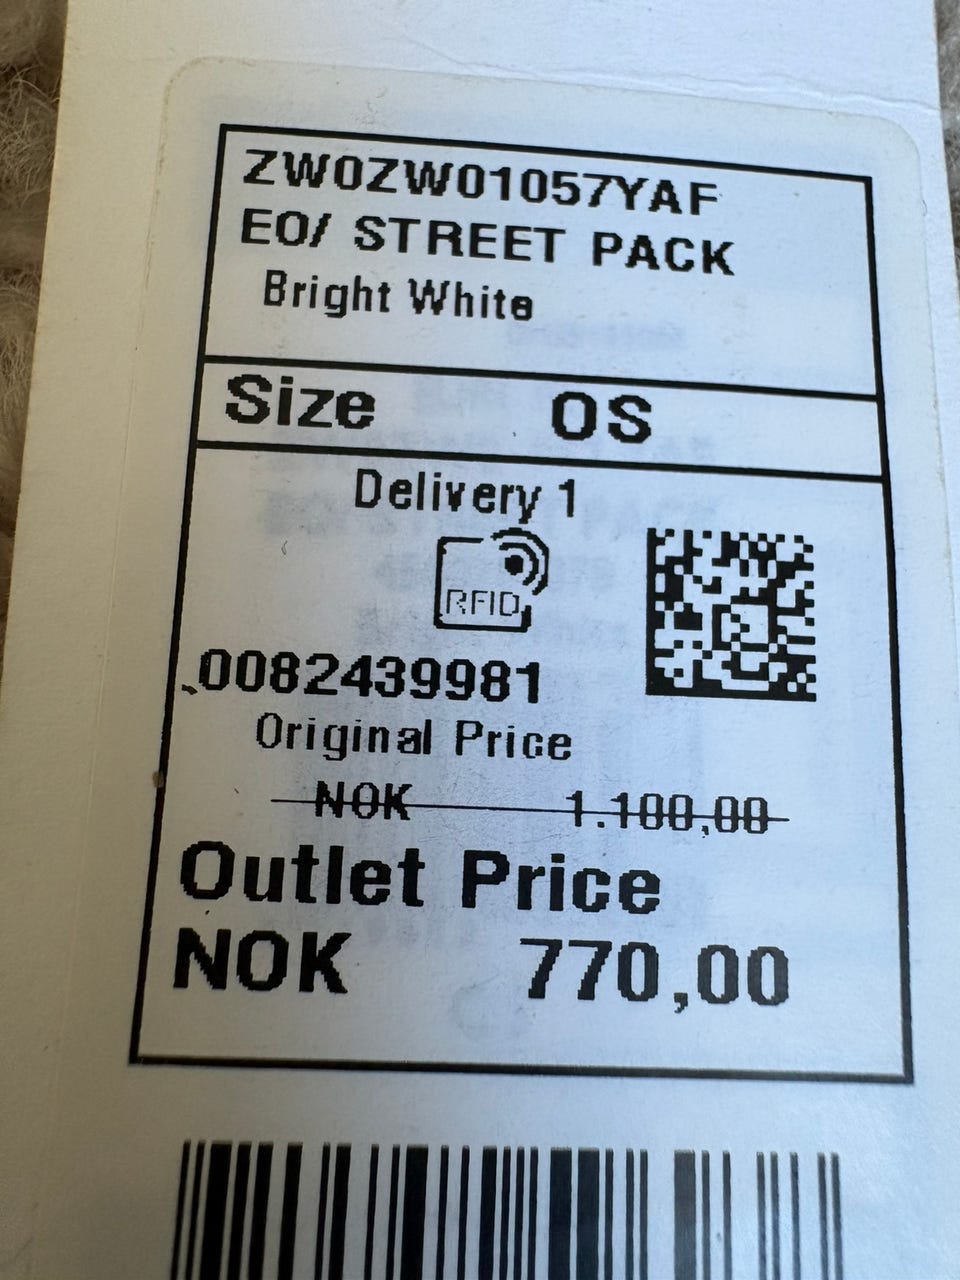 ZW0ZW01057YAF
EO/ STREET PACK
Bright White
Size OS
Delivery 1
RFID
0082439981
Original Price
NOK 1.100,00
Outlet Price
NOK 770,00